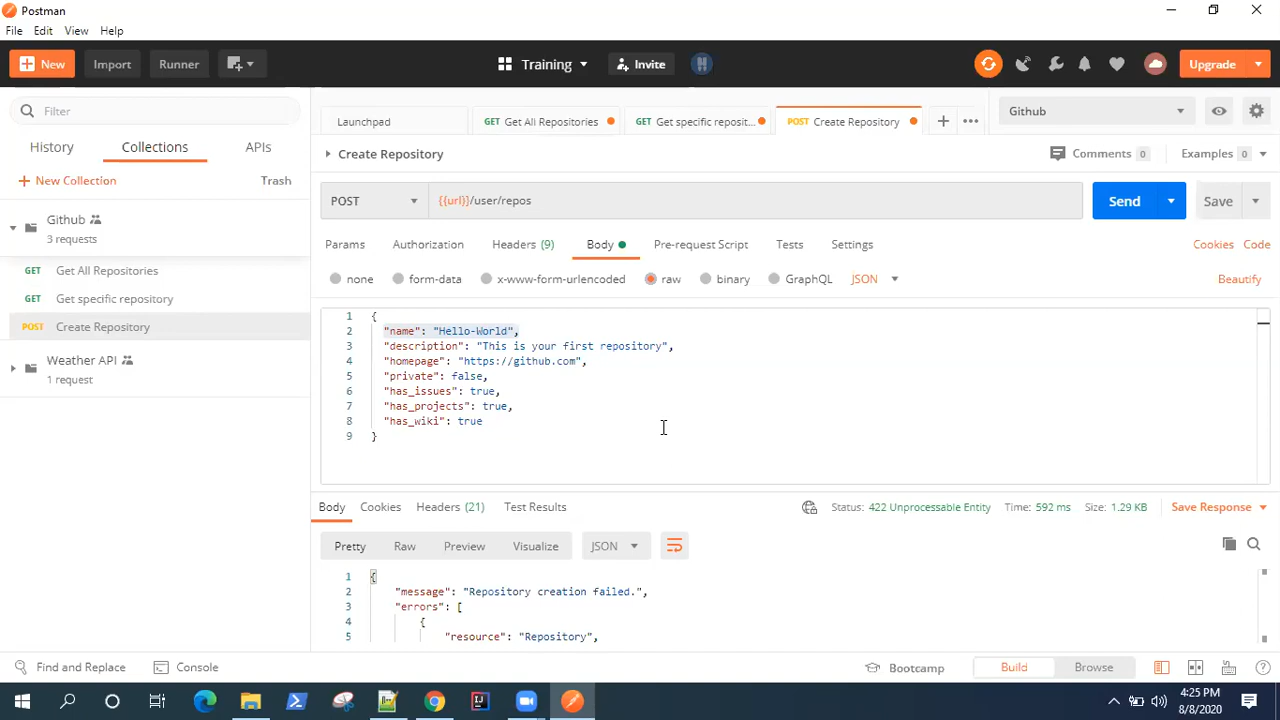 Postman
File Edit View Help
New Import Runner Training Invite Upgrade
Filter
History Collections APIs
New Collection Trash
Github
3 requests
GET Get All Repositories
GET Get specific repository
POST Create Repository
Weather API
1 request
Launchpad GET Get All Repositories GET Get specific reposit... POST Create Repository Github
Create Repository Comments 0 Examples 0
POST {{url}}/user/repos Send Save
Params Authorization Headers (9) Body Pre-request Script Tests Settings Cookies Code
none form-data x-www-form-urlencoded raw binary GraphQL JSON Beautify
1 {
2 "name": "Hello-World",
3 "description": "This is your first repository",
4 "homepage": "https://github.com",
5 "private": false,
6 "has_issues": true,
7 "has_projects": true,
8 "has_wiki": true
9 }
Body Cookies Headers (21) Test Results Status: 422 Unprocessable Entity Time: 592 ms Size: 1.29 KB Save Response
Pretty Raw Preview Visualize JSON
1 {
2 "message": "Repository creation failed.",
3 "errors": [
4 {
5 "resource": "Repository",
Find and Replace Console Bootcamp Build Browse
4:25 PM
8/8/2020